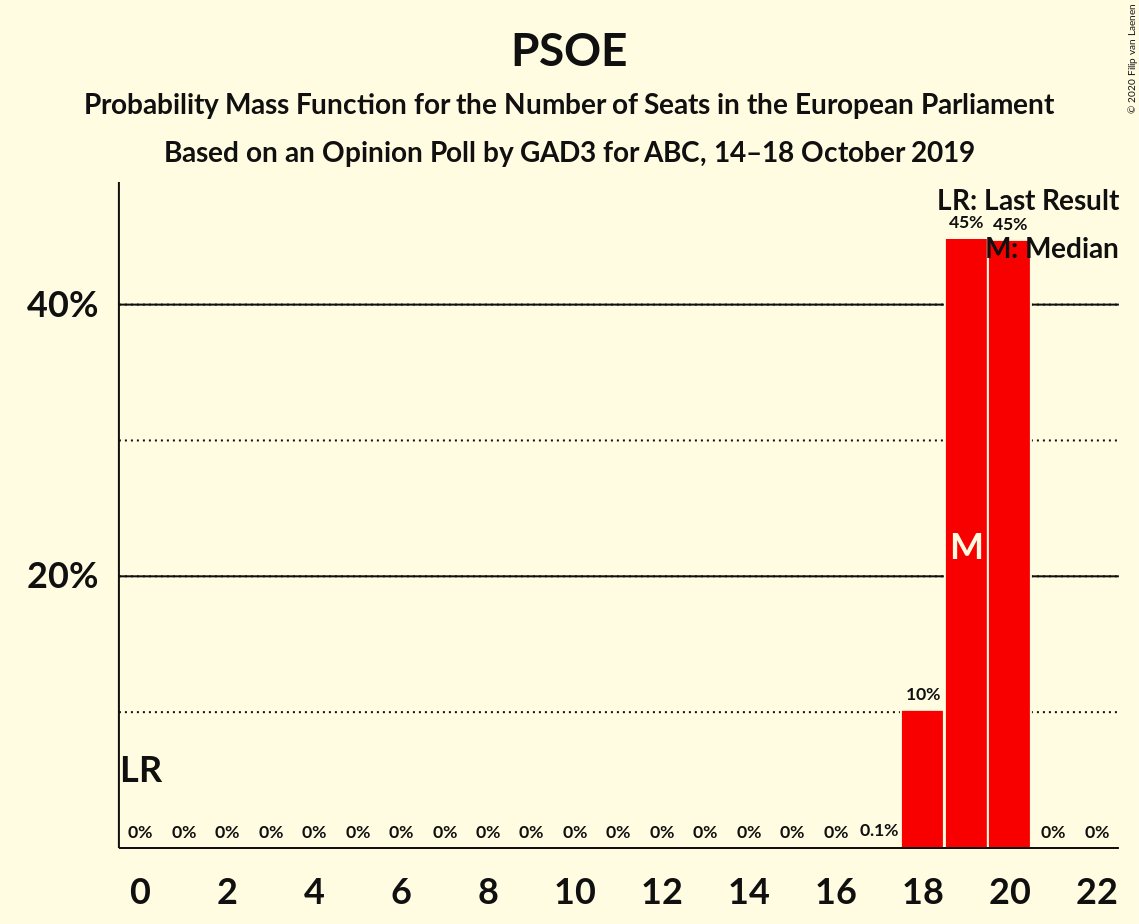 PSOE
Probability Mass Function for the Number of Seats in the European Parliament
Based on an Opinion Poll by GAD3 for ABC, 14–18 October 2019
© 2020 Filip van Laenen
LR: Last Result
45% 45%
M: Median
40%
20%
M
10%
LR
0% 0% 0% 0% 0% 0% 0% 0% 0% 0% 0% 0% 0% 0% 0% 0% 0% 0.1% 0% 0%
0 2 4 6 8 10 12 14 16 18 20 22